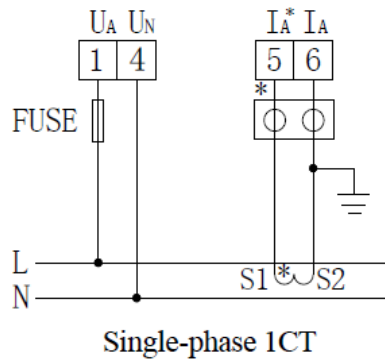 UA UN IA* IA
1 4 5 6
*
FUSE
L
S1 * S2
N
Single-phase 1CT